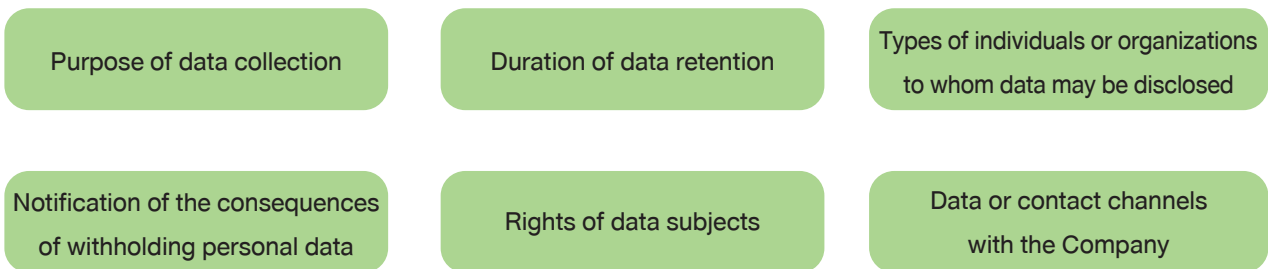 Purpose of data collection
Duration of data retention
Types of individuals or organizations
to whom data may be disclosed
Notification of the consequences
of withholding personal data
Rights of data subjects
Data or contact channels
with the Company